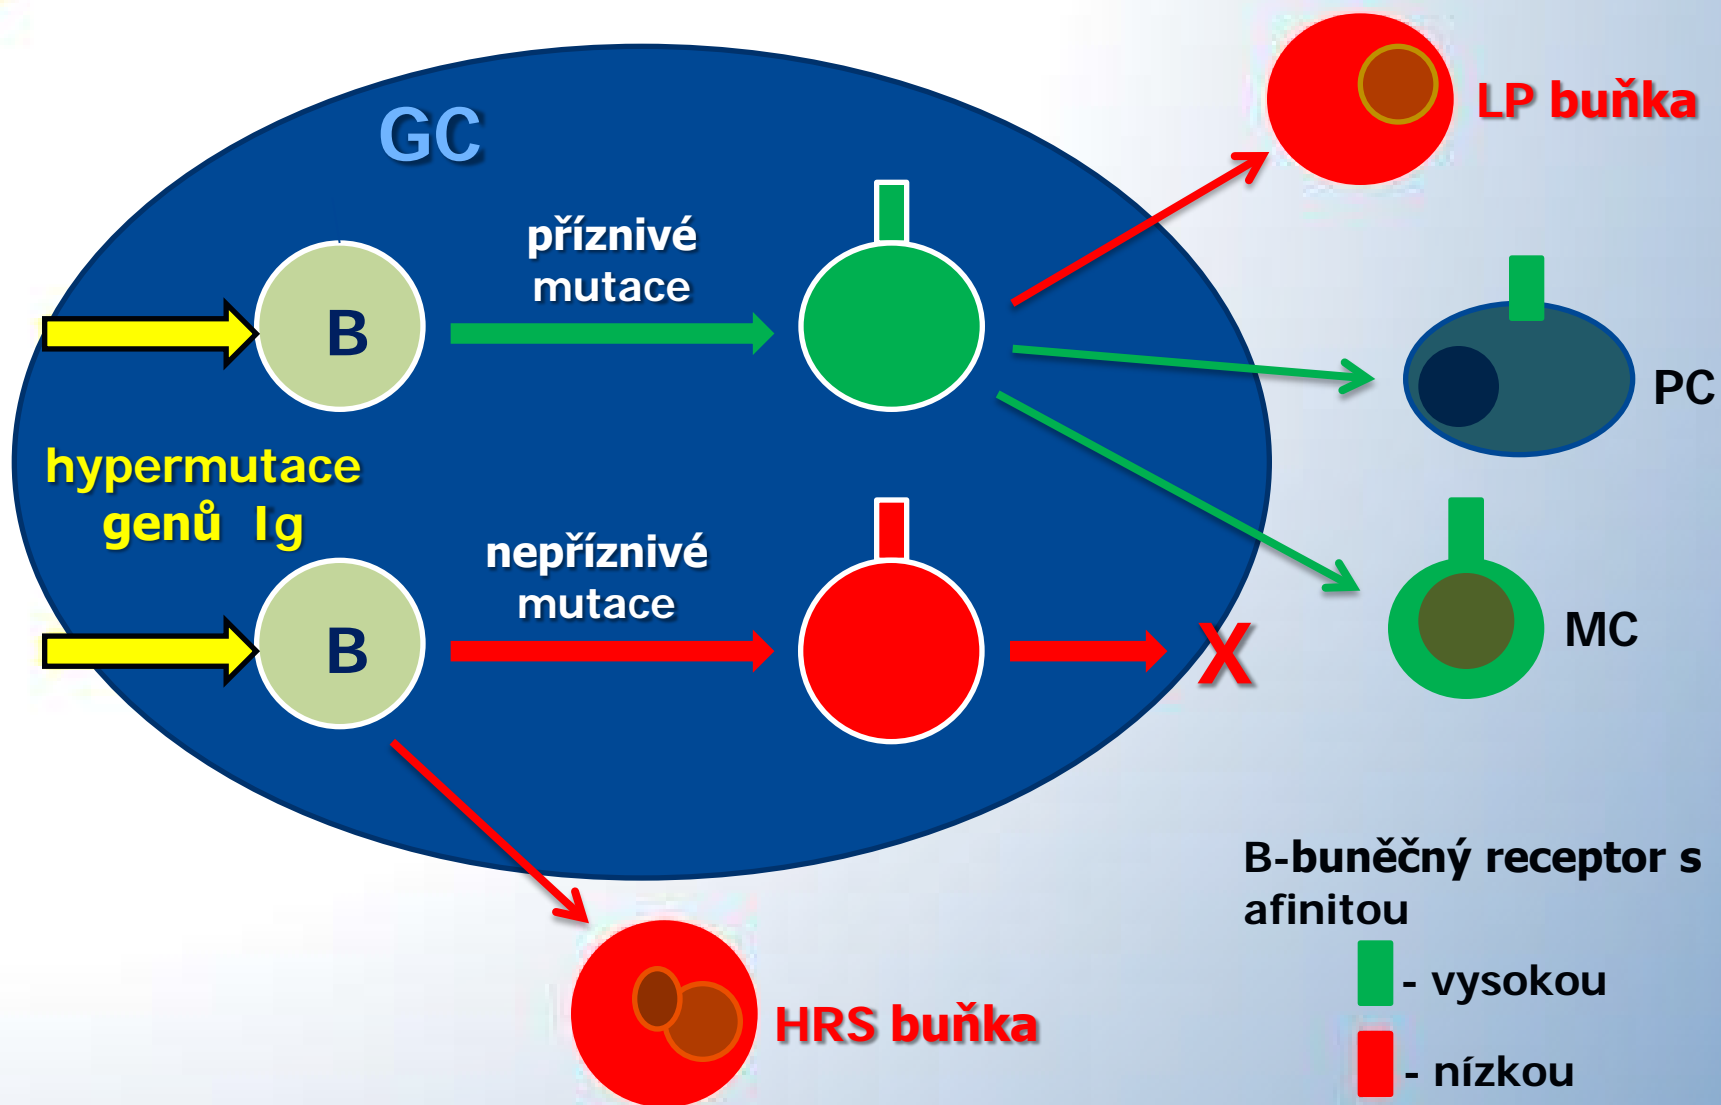 GC
LP buňka
příznivé
mutace
B
PC
hypermutace
genů Ig
nepříznivé
mutace
B
X
MC
HRS buňka
B-buněčný receptor s
afinitou
- vysokou
- nízkou